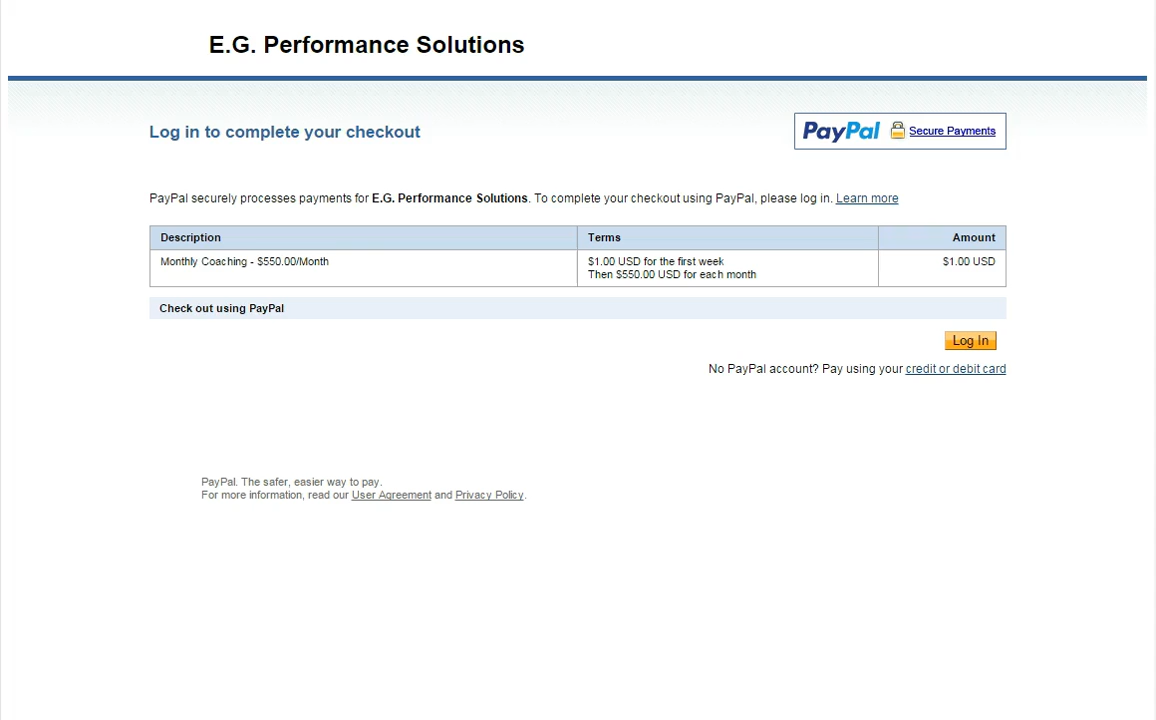 E.G. Performance Solutions
Log in to complete your checkout
PayPal Secure Payments
PayPal securely processes payments for E.G. Performance Solutions. To complete your checkout using PayPal, please log in. Learn more
Description Terms Amount
Monthly Coaching - $550.00/Month $1.00 USD for the first week $1.00 USD
Then $550.00 USD for each month
Check out using PayPal
Log In
No PayPal account? Pay using your credit or debit card
PayPal. The safer, easier way to pay.
For more information, read our User Agreement and Privacy Policy.